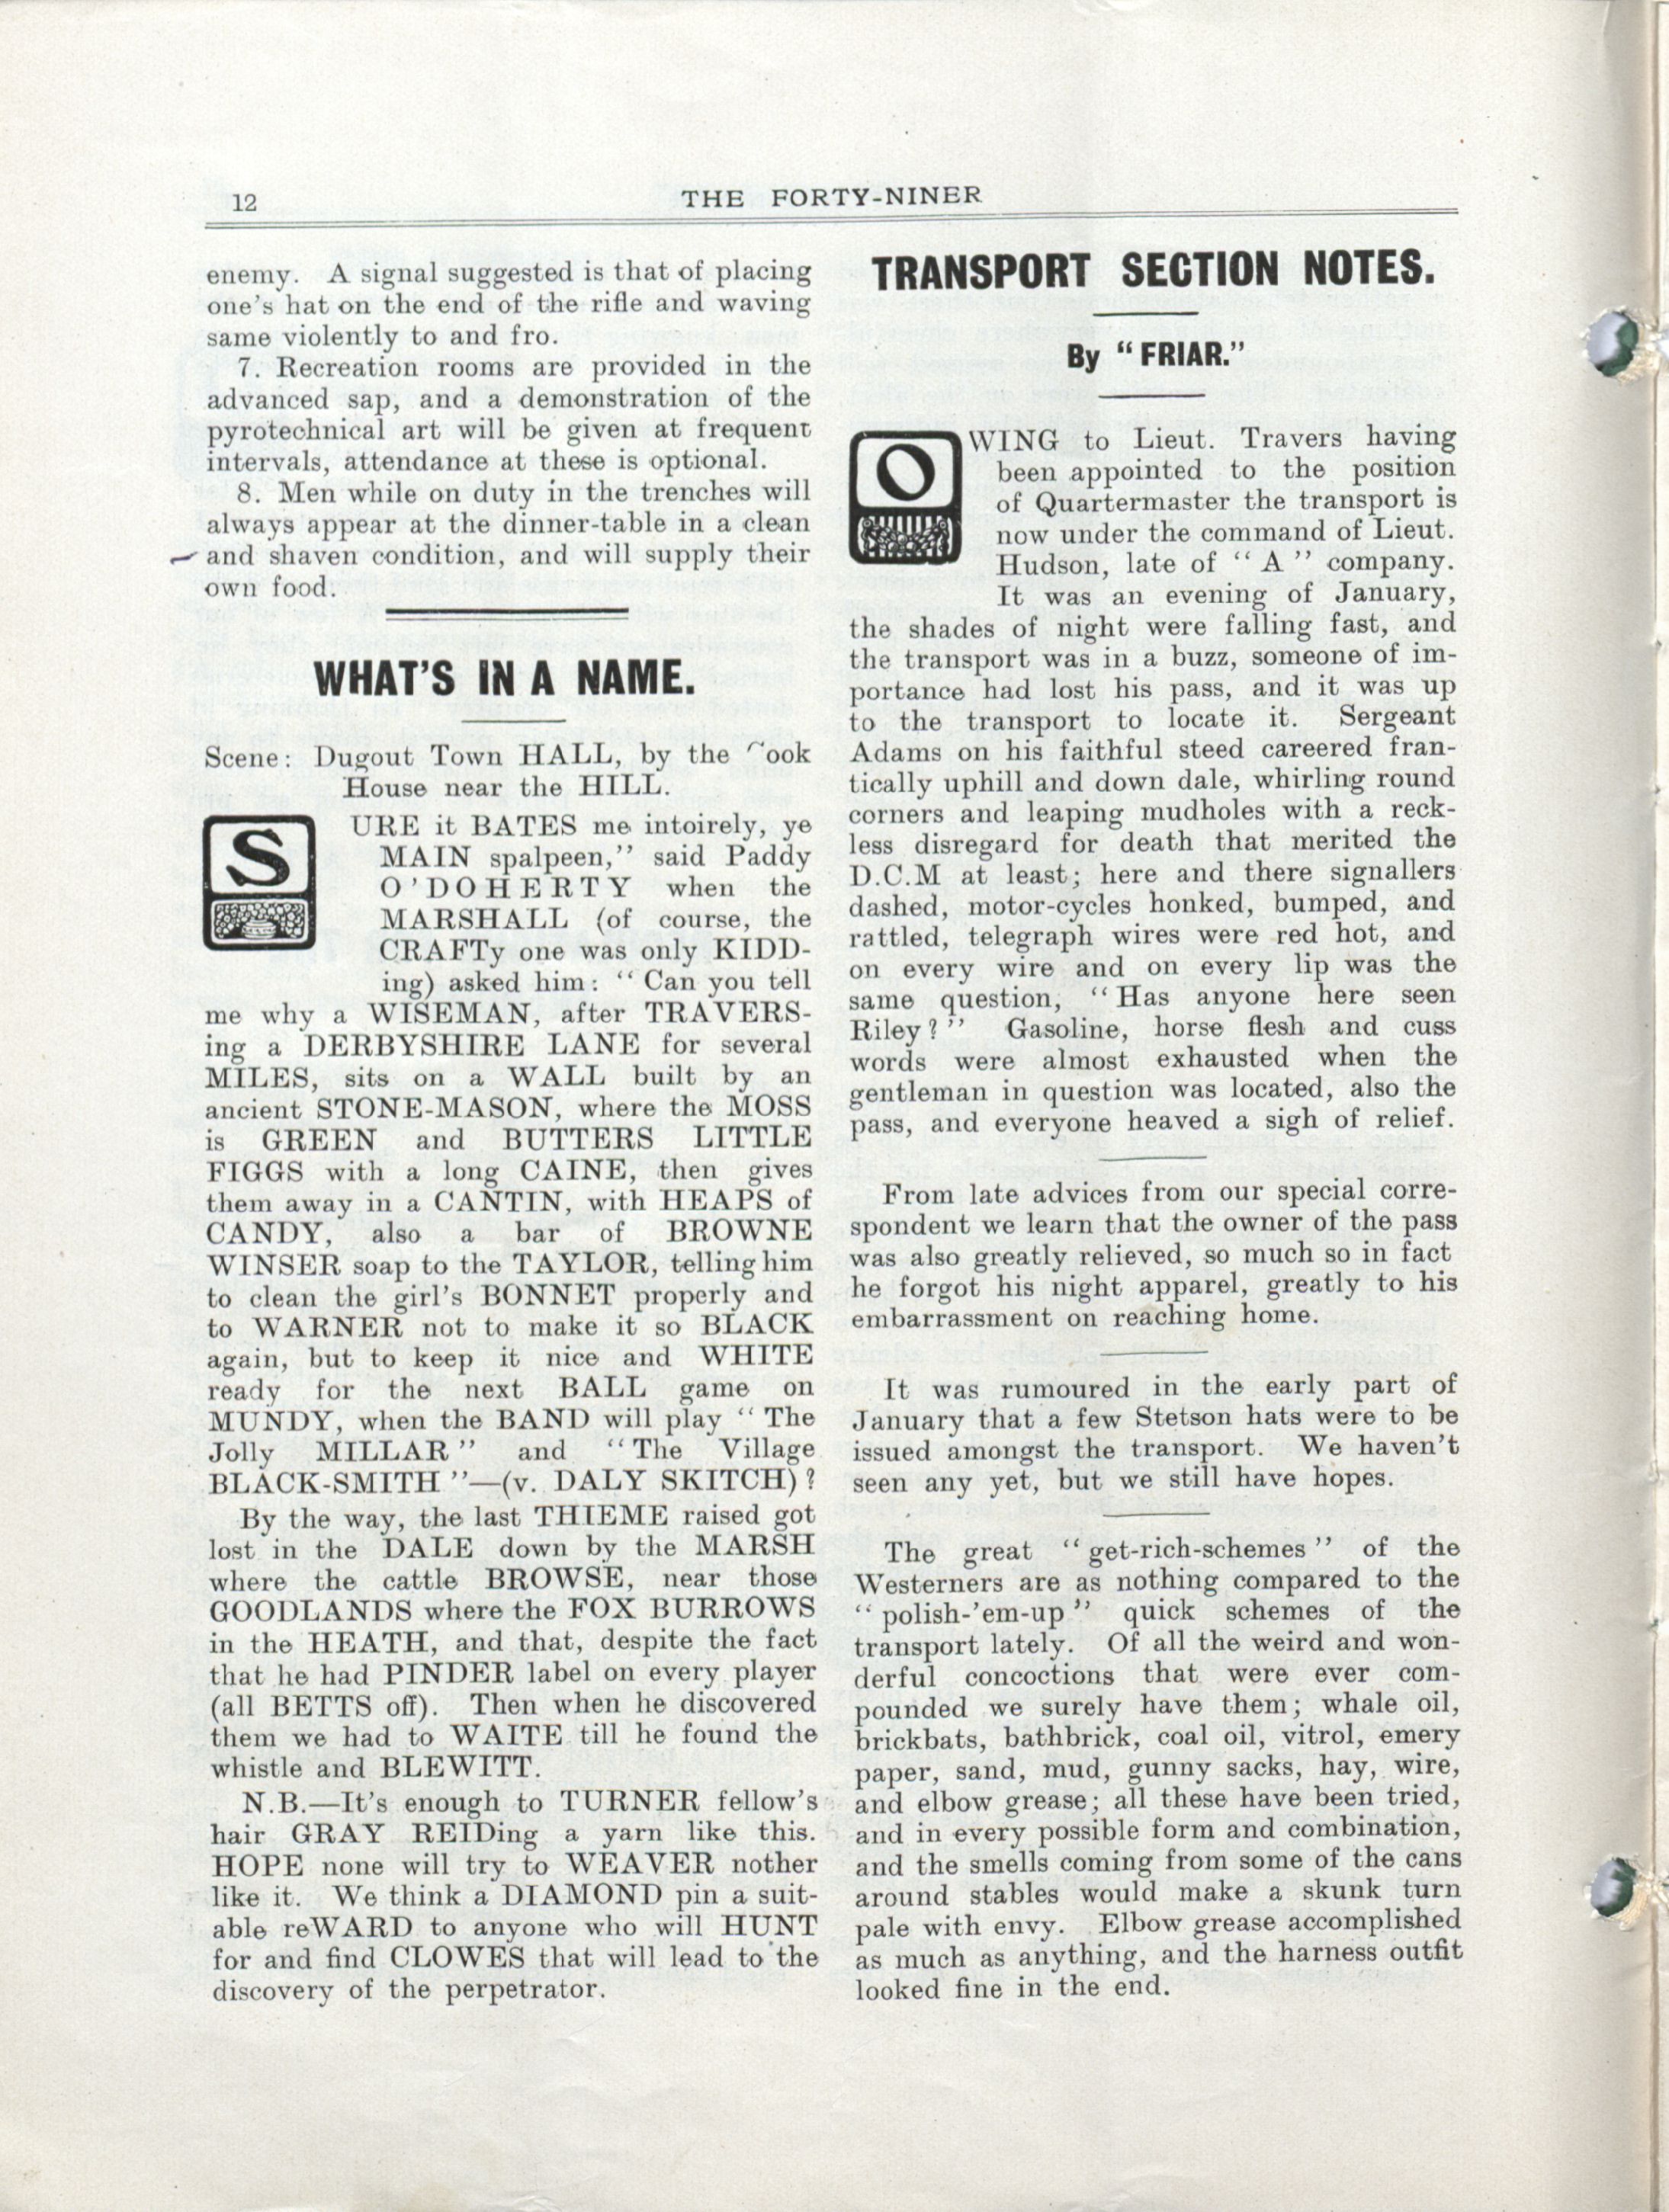 12
THE FORTY-NINER
enemy. A signal suggested is that of placing
one's hat on the end of the rifle and waving
same violently to and fro.
7. Recreation rooms are provided in the
advanced sap, and a demonstration of the
pyrotechnical art will be given at frequent
intervals, attendance at these is optional.
8. Men while on duty in the trenches will
always appear at the dinner-table in a clean
and shaven condition, and will supply their
own food.
WHAT'S IN A NAME.
Scene: Dugout Town HALL, by the Cook
House near the HILL.
SURE it BATES me intoirely, ye
MAIN spalpeen,'' said Paddy
O'DOHERTY when the
MARSHALL (of course, the
CRAFTy one was only KIDD-
ing) asked him: "Can you tell
me why a WISEMAN, after TRAVERS-
ing a DERBYSHIRE LANE for several
MILES, sits on a WALL built by an
ancient STONE-MASON, where the MOSS
is GREEN and BUTTERS LITTLE
FIGGS with a long CAINE, then gives
them away in a CANTIN, with HEAPS of
CANDY, also a bar of BROWNE
WINSER soap to the TAYLOR, telling him
to clean the girl's BONNET properly and
to WARNER not to make it so BLACK
again, but to keep it nice and WHITE
ready for the next BALL game on
MUNDY, when the BAND will play "The
Jolly MILLAR" and "The Village
BLACK-SMITH"—(v. DALY SKITCH)?
By the way, the last THIEME raised got
lost in the DALE down by the MARSH
where the cattle BROWSE, near those
GOODLANDS where the FOX BURROWS
in the HEATH, and that, despite the fact
that he had PINDER label on every player
(all BETTS off). Then when he discovered
them we had to WAITE till he found the
whistle and BLEWITT.
N.B.—It's enough to TURNER fellow's
hair GRAY REIDing a yarn like this.
HOPE none will try to WEAVER nother
like it. We think a DIAMOND pin a suit-
able reWARD to anyone who will HUNT
for and find CLOWES that will lead to the
discovery of the perpetrator.
TRANSPORT SECTION NOTES.
By "FRIAR."
OWING to Lieut. Travers having
been appointed to the position
of Quartermaster the transport is
now under the command of Lieut.
Hudson, late of "A" company.
It was an evening of January,
the shades of night were falling fast, and
the transport was in a buzz, someone of im-
portance had lost his pass, and it was up
to the transport to locate it. Sergeant
Adams on his faithful steed careered fran-
tically uphill and down dale, whirling round
corners and leaping mudholes with a reck-
less disregard for death that merited the
D.C.M at least; here and there signallers
dashed, motor-cycles honked, bumped, and
rattled, telegraph wires were red hot, and
on every wire and on every lip was the
same question, "Has anyone here seen
Riley?" Gasoline, horse flesh and cuss
words were almost exhausted when the
gentleman in question was located, also the
pass, and everyone heaved a sigh of relief.
From late advices from our special corre-
spondent we learn that the owner of the pass
was also greatly relieved, so much so in fact
he forgot his night apparel, greatly to his
embarrassment on reaching home.
It was rumoured in the early part of
January that a few Stetson hats were to be
issued amongst the transport. We haven't
seen any yet, but we still have hopes.
The great "get-rich-schemes" of the
Westerners are as nothing compared to the
"polish-'em-up" quick schemes of the
transport lately. Of all the weird and won-
derful concoctions that were ever com-
pounded we surely have them; whale oil,
brickbats, bathbrick, coal oil, vitrol, emery
paper, sand, mud, gunny sacks, hay, wire,
and elbow grease; all these have been tried,
and in every possible form and combination,
and the smells coming from some of the cans
around stables would make a skunk turn
pale with envy. Elbow grease accomplished
as much as anything, and the harness outfit
looked fine in the end.